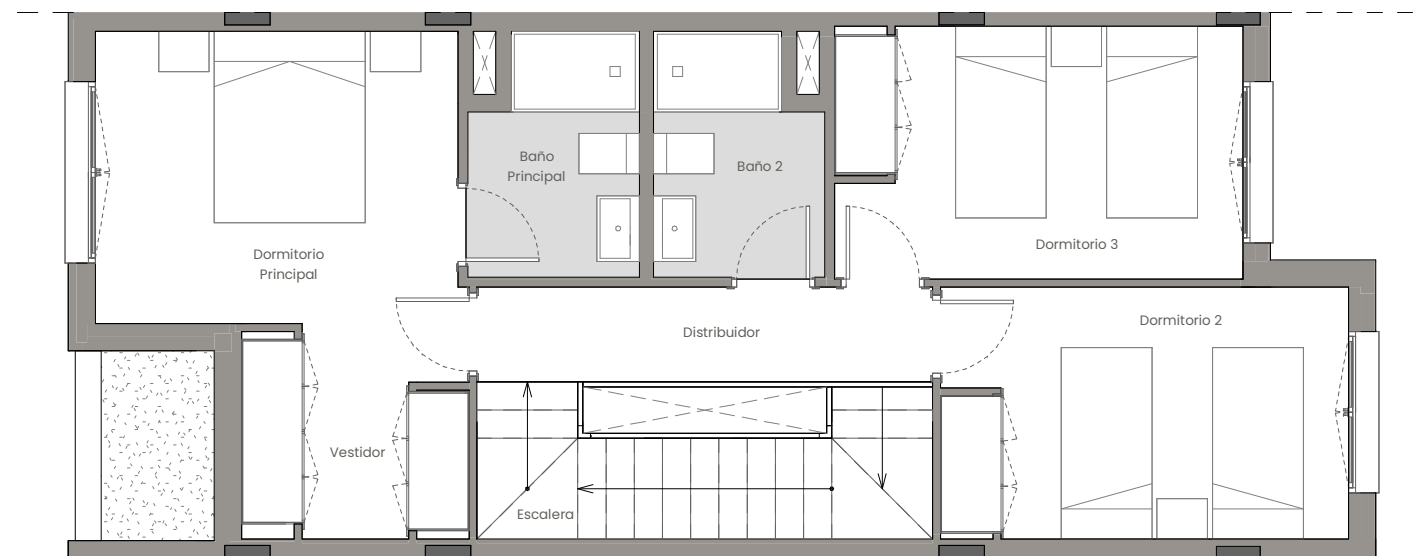 Baño
Principal
Baño 2
Dormitorio 3
Dormitorio
Principal
Distribuidor
Dormitorio 2
Vestidor
Escalera